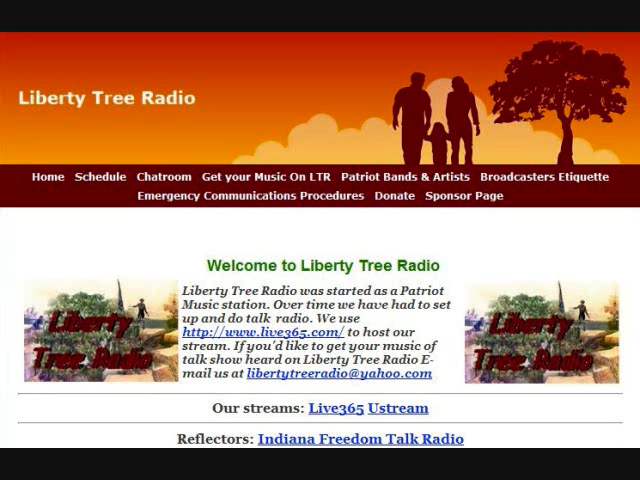 Liberty Tree Radio
Home Schedule Chatroom Get your Music On LTR Patriot Bands & Artists Broadcasters Etiquette
Emergency Communications Procedures Donate Sponsor Page
Welcome to Liberty Tree Radio
Liberty Tree Radio
Liberty Tree Radio was started as a Patriot
Music station. Over time we have had to set
up and do talk radio. We use
http://www.live365.com/ to host our
stream. If you'd like to get your music of
talk show heard on Liberty Tree Radio E-
mail us at libertytreeradio@yahoo.com
Liberty Tree Radio
Our streams: Live365 Ustream
Reflectors: Indiana Freedom Talk Radio